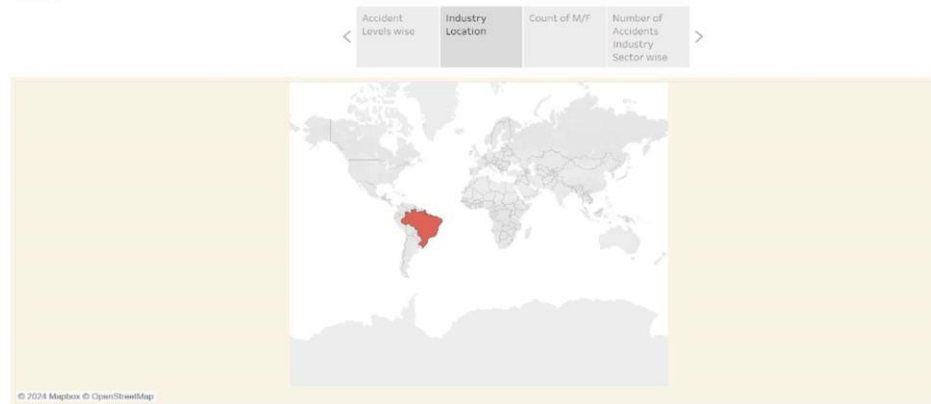 <
Accident
Levels wise
Industry
Location
Count of M/F
Number of
Accidents
Industry
Sector wise
>
© 2024 Mapbox © OpenStreetMap